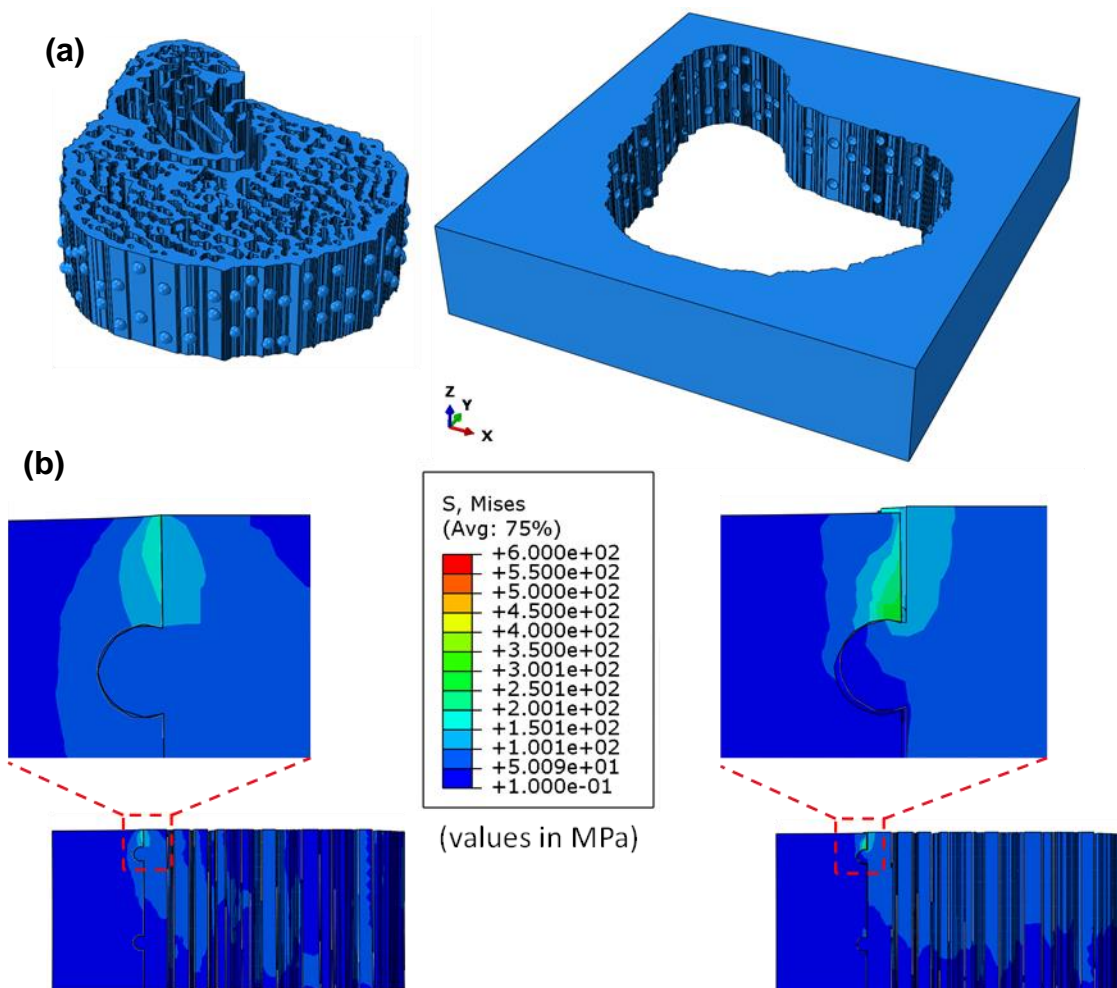 (a)
Z
Y
X
(b)
S, Mises
(Avg: 75%)
+6.000e+02
+5.500e+02
+5.000e+02
+4.500e+02
+4.000e+02
+3.500e+02
+3.001e+02
+2.501e+02
+2.001e+02
+1.501e+02
+1.001e+02
+5.009e+01
+1.000e-01
(values in MPa)